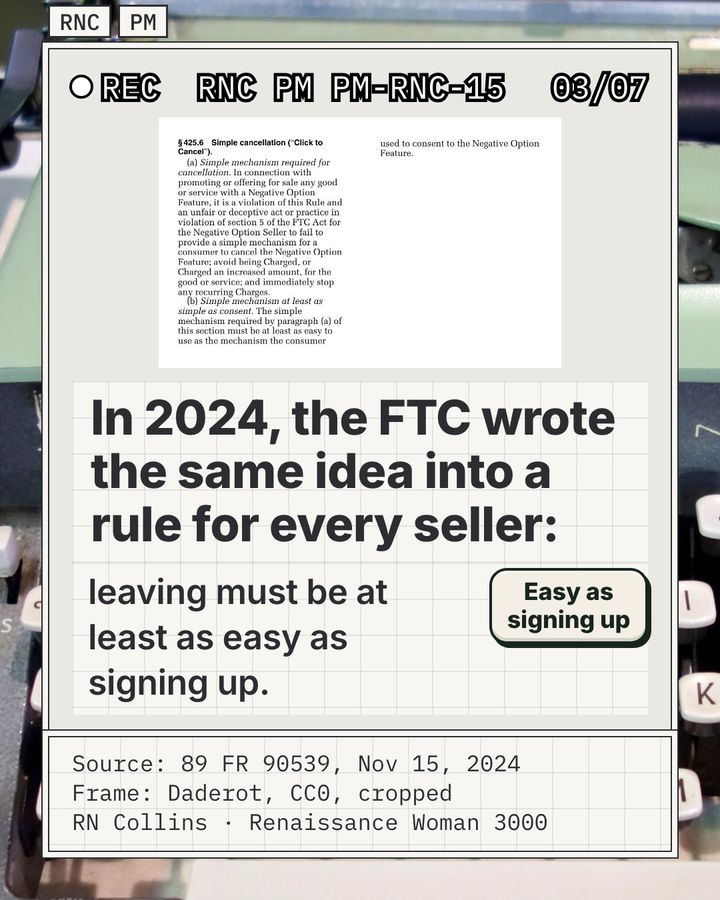 RNC PM
REC RNC PM PM-RNC-15 03/07
§ 425.6 Simple cancellation (“Click to
Cancel”).
(a) Simple mechanism required for
cancellation. In connection with
promoting or offering for sale any good
or service with a Negative Option
Feature, it is a violation of this Rule and
an unfair or deceptive act or practice in
violation of section 5 of the FTC Act for
the Negative Option Seller to fail to
provide a simple mechanism for a
consumer to cancel the Negative Option
Feature; avoid being Charged, or
Charged an increased amount, for the
good or service; and immediately stop
any recurring Charges.
(b) Simple mechanism at least as
simple as consent. The simple
mechanism required by paragraph (a) of
this section must be at least as easy to
use as the mechanism the consumer
used to consent to the Negative Option
Feature.
In 2024, the FTC wrote
the same idea into a
rule for every seller:
leaving must be at
least as easy as
signing up.
Easy as
signing up
Source: 89 FR 90539, Nov 15, 2024
Frame: Daderot, CC0, cropped
RN Collins · Renaissance Woman 3000
I
K